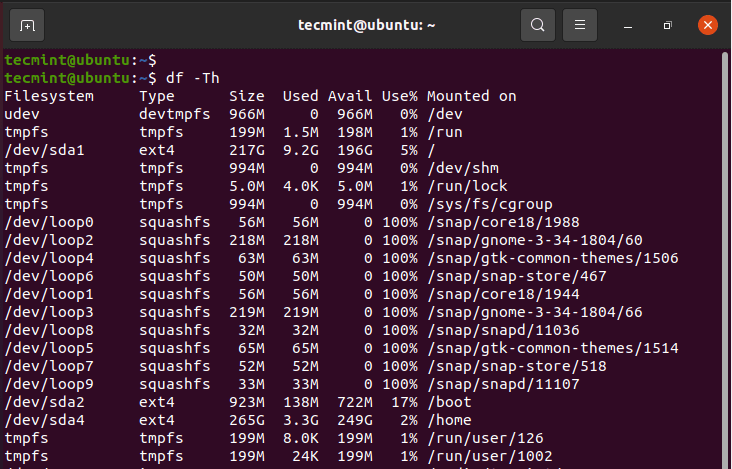 tecmint@ubuntu: ~
tecmint@ubuntu:~$
tecmint@ubuntu:~$ df -Th
Filesystem     Type      Size  Used Avail Use% Mounted on
udev           devtmpfs  966M     0  966M   0% /dev
tmpfs          tmpfs     199M  1.5M  198M   1% /run
/dev/sda1      ext4      217G  9.2G  196G   5% /
tmpfs          tmpfs     994M     0  994M   0% /dev/shm
tmpfs          tmpfs     5.0M  4.0K  5.0M   1% /run/lock
tmpfs          tmpfs     994M     0  994M   0% /sys/fs/cgroup
/dev/loop0     squashfs   56M   56M     0 100% /snap/core18/1988
/dev/loop2     squashfs  218M  218M     0 100% /snap/gnome-3-34-1804/60
/dev/loop4     squashfs   63M   63M     0 100% /snap/gtk-common-themes/1506
/dev/loop6     squashfs   50M   50M     0 100% /snap/snap-store/467
/dev/loop1     squashfs   56M   56M     0 100% /snap/core18/1944
/dev/loop3     squashfs  219M  219M     0 100% /snap/gnome-3-34-1804/66
/dev/loop8     squashfs   32M   32M     0 100% /snap/snapd/11036
/dev/loop5     squashfs   65M   65M     0 100% /snap/gtk-common-themes/1514
/dev/loop7     squashfs   52M   52M     0 100% /snap/snap-store/518
/dev/loop9     squashfs   33M   33M     0 100% /snap/snapd/11107
/dev/sda2      ext4      923M  138M  722M  17% /boot
/dev/sda4      ext4      265G  3.3G  249G   2% /home
tmpfs          tmpfs     199M  8.0K  199M   1% /run/user/126
tmpfs          tmpfs     199M   24K  199M   1% /run/user/1002